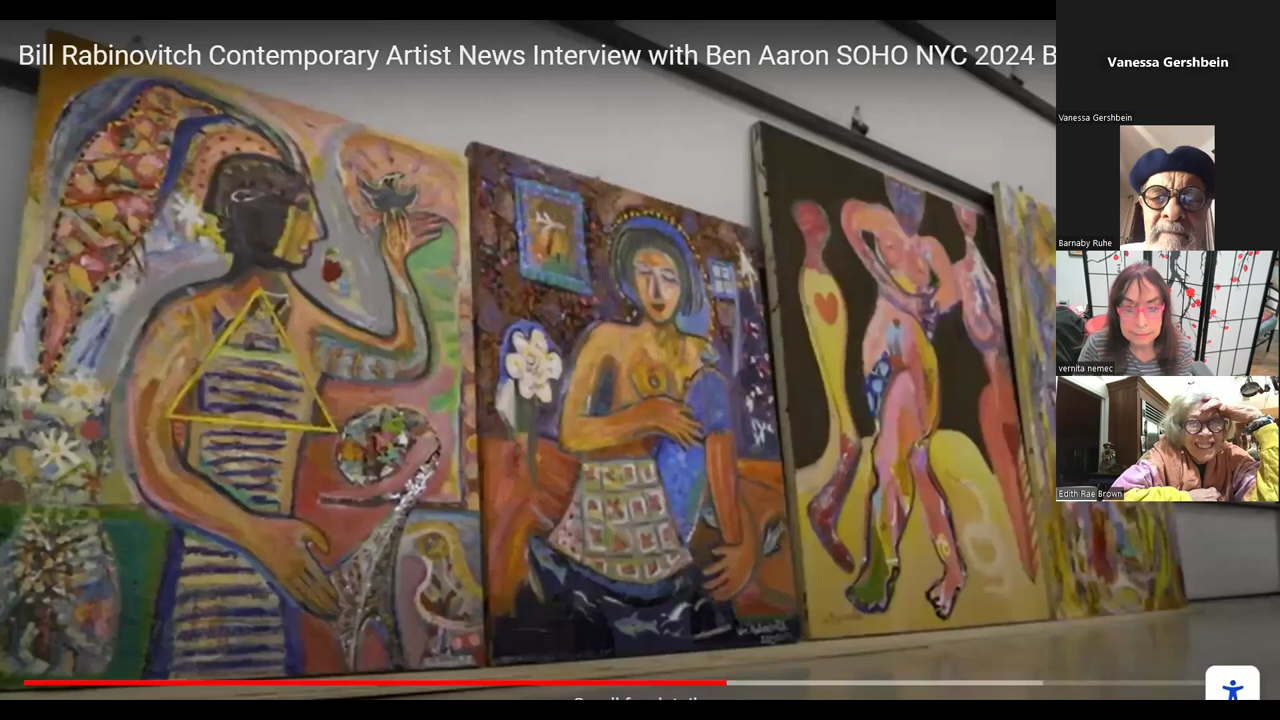 Bill Rabinovitch Contemporary Artist News Interview with Ben Aaron SOHO NYC 2024 B
Vanessa Gershbein
Vanessa Gershbein
Barnaby Ruhe
vernita nemec
Edith Rae Brown